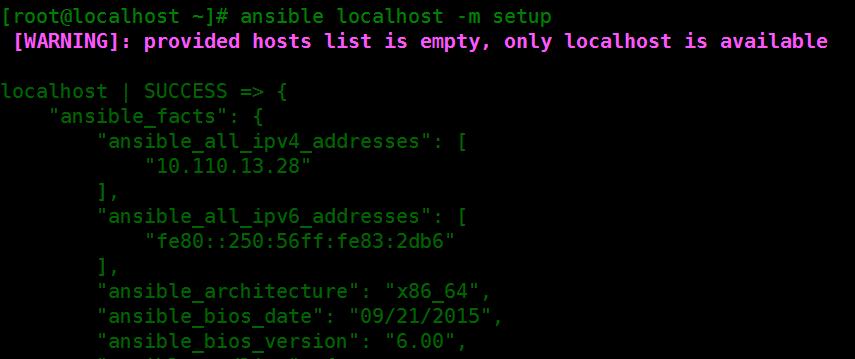 [root@localhost ~]# ansible localhost -m setup
[WARNING]: provided hosts list is empty, only localhost is available
localhost | SUCCESS => {
"ansible_facts": {
"ansible_all_ipv4_addresses": [
"10.110.13.28"
],
"ansible_all_ipv6_addresses": [
"fe80::250:56ff:fe83:2db6"
],
"ansible_architecture": "x86_64",
"ansible_bios_date": "09/21/2015",
"ansible_bios_version": "6.00",